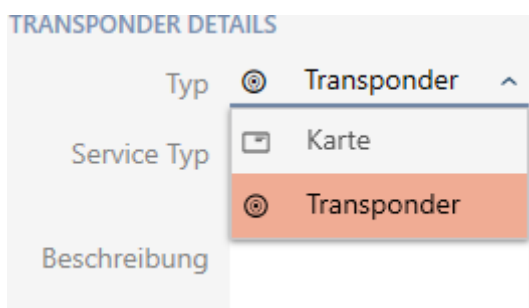 TRANSPONDER DETAILS
Typ Transponder
Karte
Service Typ
Transponder
Beschreibung